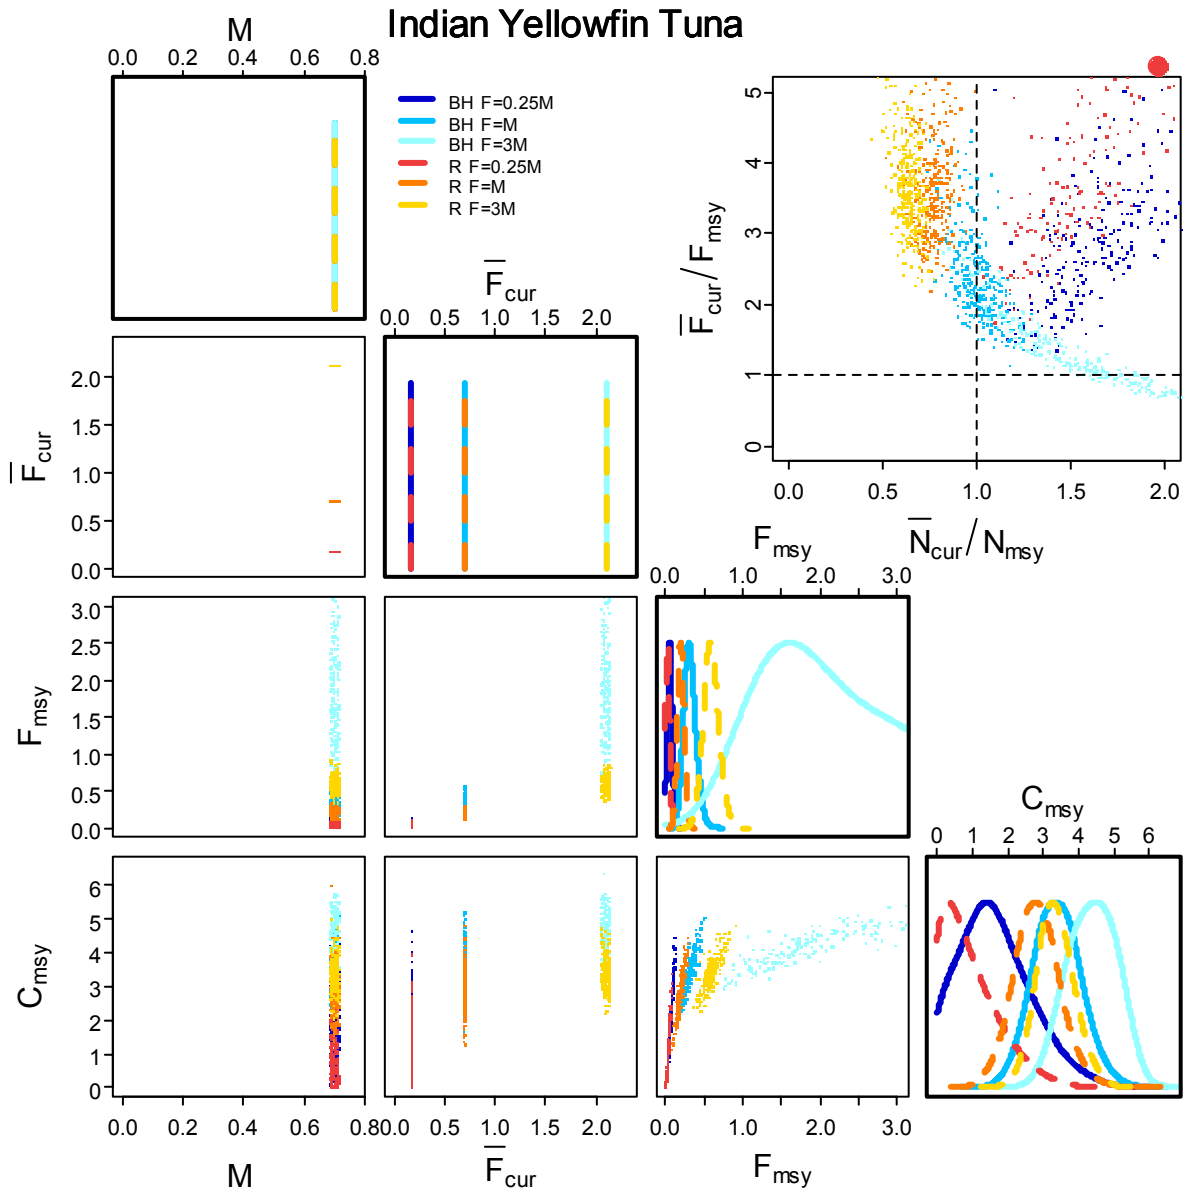 Indian Yellowfin Tuna
M
0.0 0.2 0.4 0.6 0.8
BH F=0.25M
BH F=M
BH F=3M
R F=0.25M
R F=M
R F=3M
5
4
3
2
1
0
F̅cur/Fmsy
0.0 0.5 1.0 1.5 2.0
N̅cur/Nmsy
F̅cur
0.0 1.0 1.5 2.1
2.0
1.5
1.0
0.5
0.0
F̅cur
Fmsy
0.0 1.0 2.0 3.0
3.0
2.5
2.0
1.5
1.0
0.5
0.0
Fmsy
Cmsy
0 1 2 3 4 5 6
6
5
4
3
2
1
0
Cmsy
0.0 0.2 0.4 0.6 0.8
M
0.0 0.5 1.0 1.5 2.0
F̅cur
0.0 1.0 2.0 3.0
Fmsy